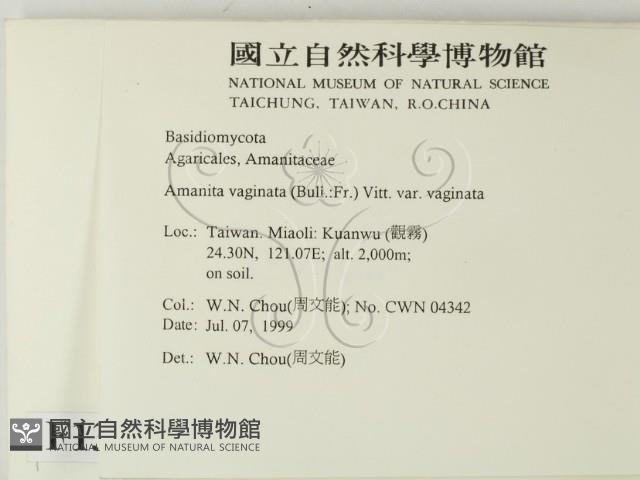 國立自然科學博物館
NATIONAL MUSEUM OF NATURAL SCIENCE
TAICHUNG, TAIWAN, R.O.CHINA
Basidiomycota
Agaricales, Amanitaceae
Amanita vaginata (Bull.:Fr.) Vitt. var. vaginata
Loc.: Taiwan. Miaoli: Kuanwu (觀霧)
24.30N, 121.07E; alt. 2,000m;
on soil.
Col.: W.N. Chou(周文能); No. CWN 04342
Date: Jul. 07, 1999
Det.: W.N. Chou(周文能)
國立自然科學博物館
NATIONAL MUSEUM OF NATURAL SCIENCE